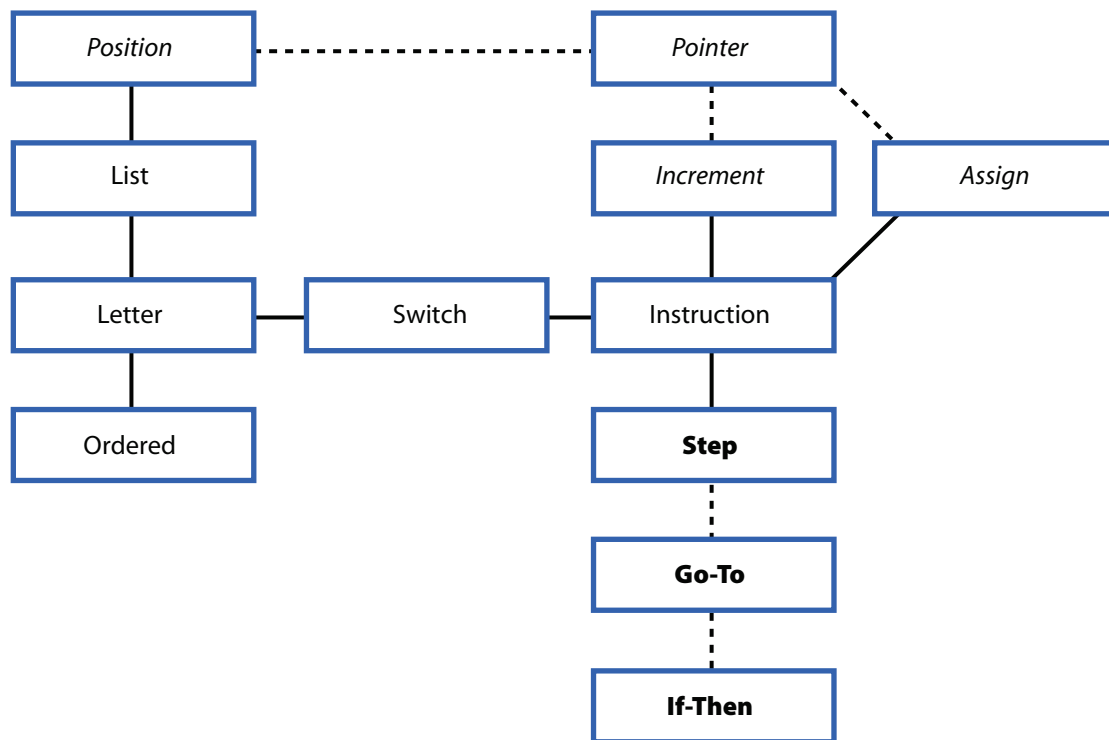 Position
Pointer
List
Increment
Assign
Letter
Switch
Instruction
Ordered
Step
Go-To
If-Then